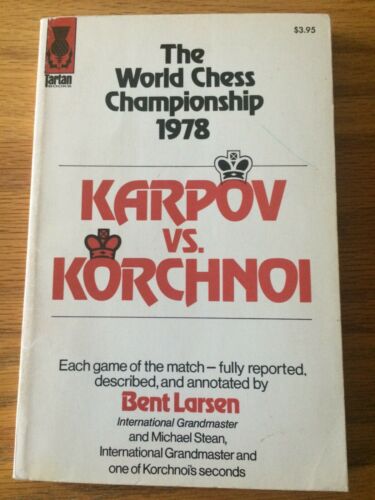 $3.95
Tartan
BOOKS
The
World Chess
Championship
1978
KARPOV
VS.
KORCHNOI
Each game of the match – fully reported,
described, and annotated by
Bent Larsen
International Grandmaster
and Michael Stean,
International Grandmaster and
one of Korchnoi's seconds